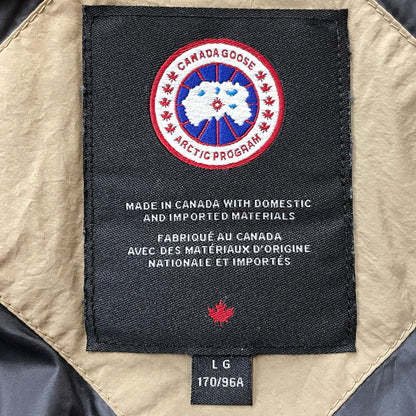 CANADA GOOSE
ARCTIC PROGRAM
MADE IN CANADA WITH DOMESTIC
AND IMPORTED MATERIALS
FABRIQUÉ AU CANADA
AVEC DES MATÉRIAUX D'ORIGINE
NATIONALE ET IMPORTÉS
LG
170/96A